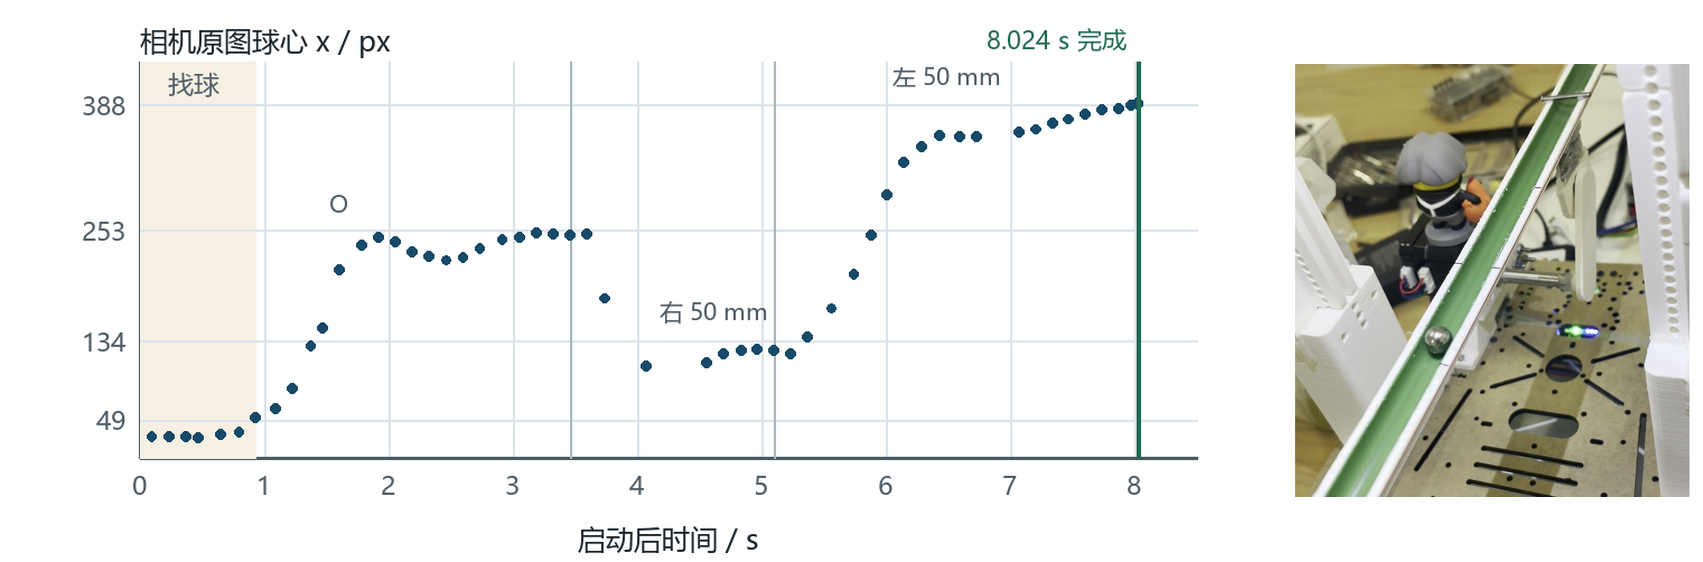 相机原图球心 x / px
8.024 s 完成
找球
左 50 mm
388
O
253
右 50 mm
134
49
0 1 2 3 4 5 6 7 8
启动后时间 / s